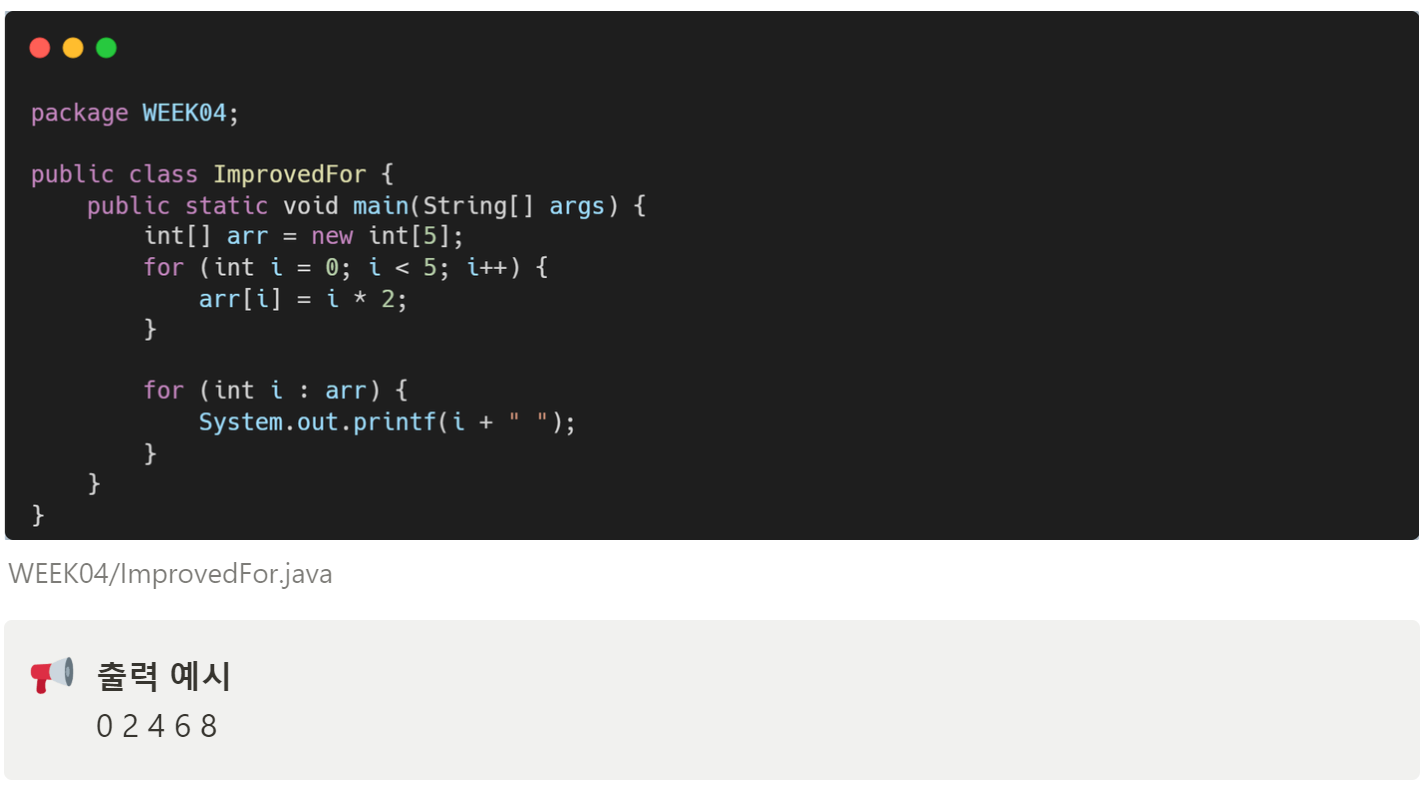 package WEEK04;

public class ImprovedFor {
    public static void main(String[] args) {
        int[] arr = new int[5];
        for (int i = 0; i < 5; i++) {
            arr[i] = i * 2;
        }

        for (int i : arr) {
            System.out.printf(i + " ");
        }
    }
}
WEEK04/ImprovedFor.java
출력 예시
0 2 4 6 8